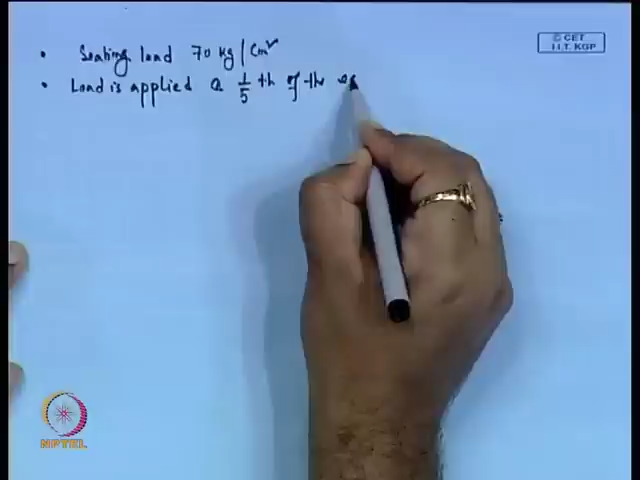 © CET
I.I.T. KGP
• Seating load 70 kg/cm²
• Load is applied @ 1/5 th of the
NPTEL